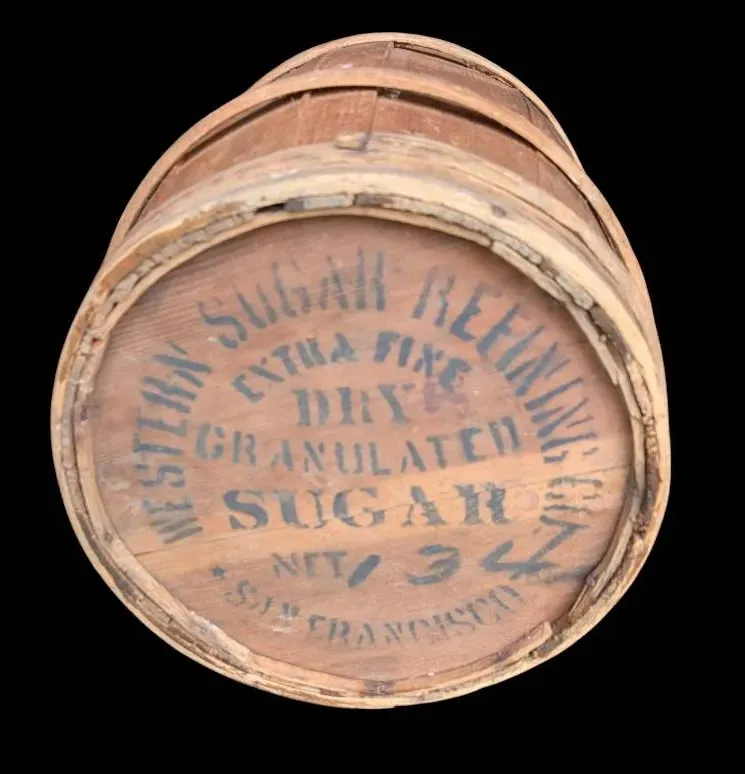 WESTERN SUGAR REFINING CO.
EXTRA FINE
DRY
GRANULATED
SUGAR
NET 134
SAN FRANCISCO